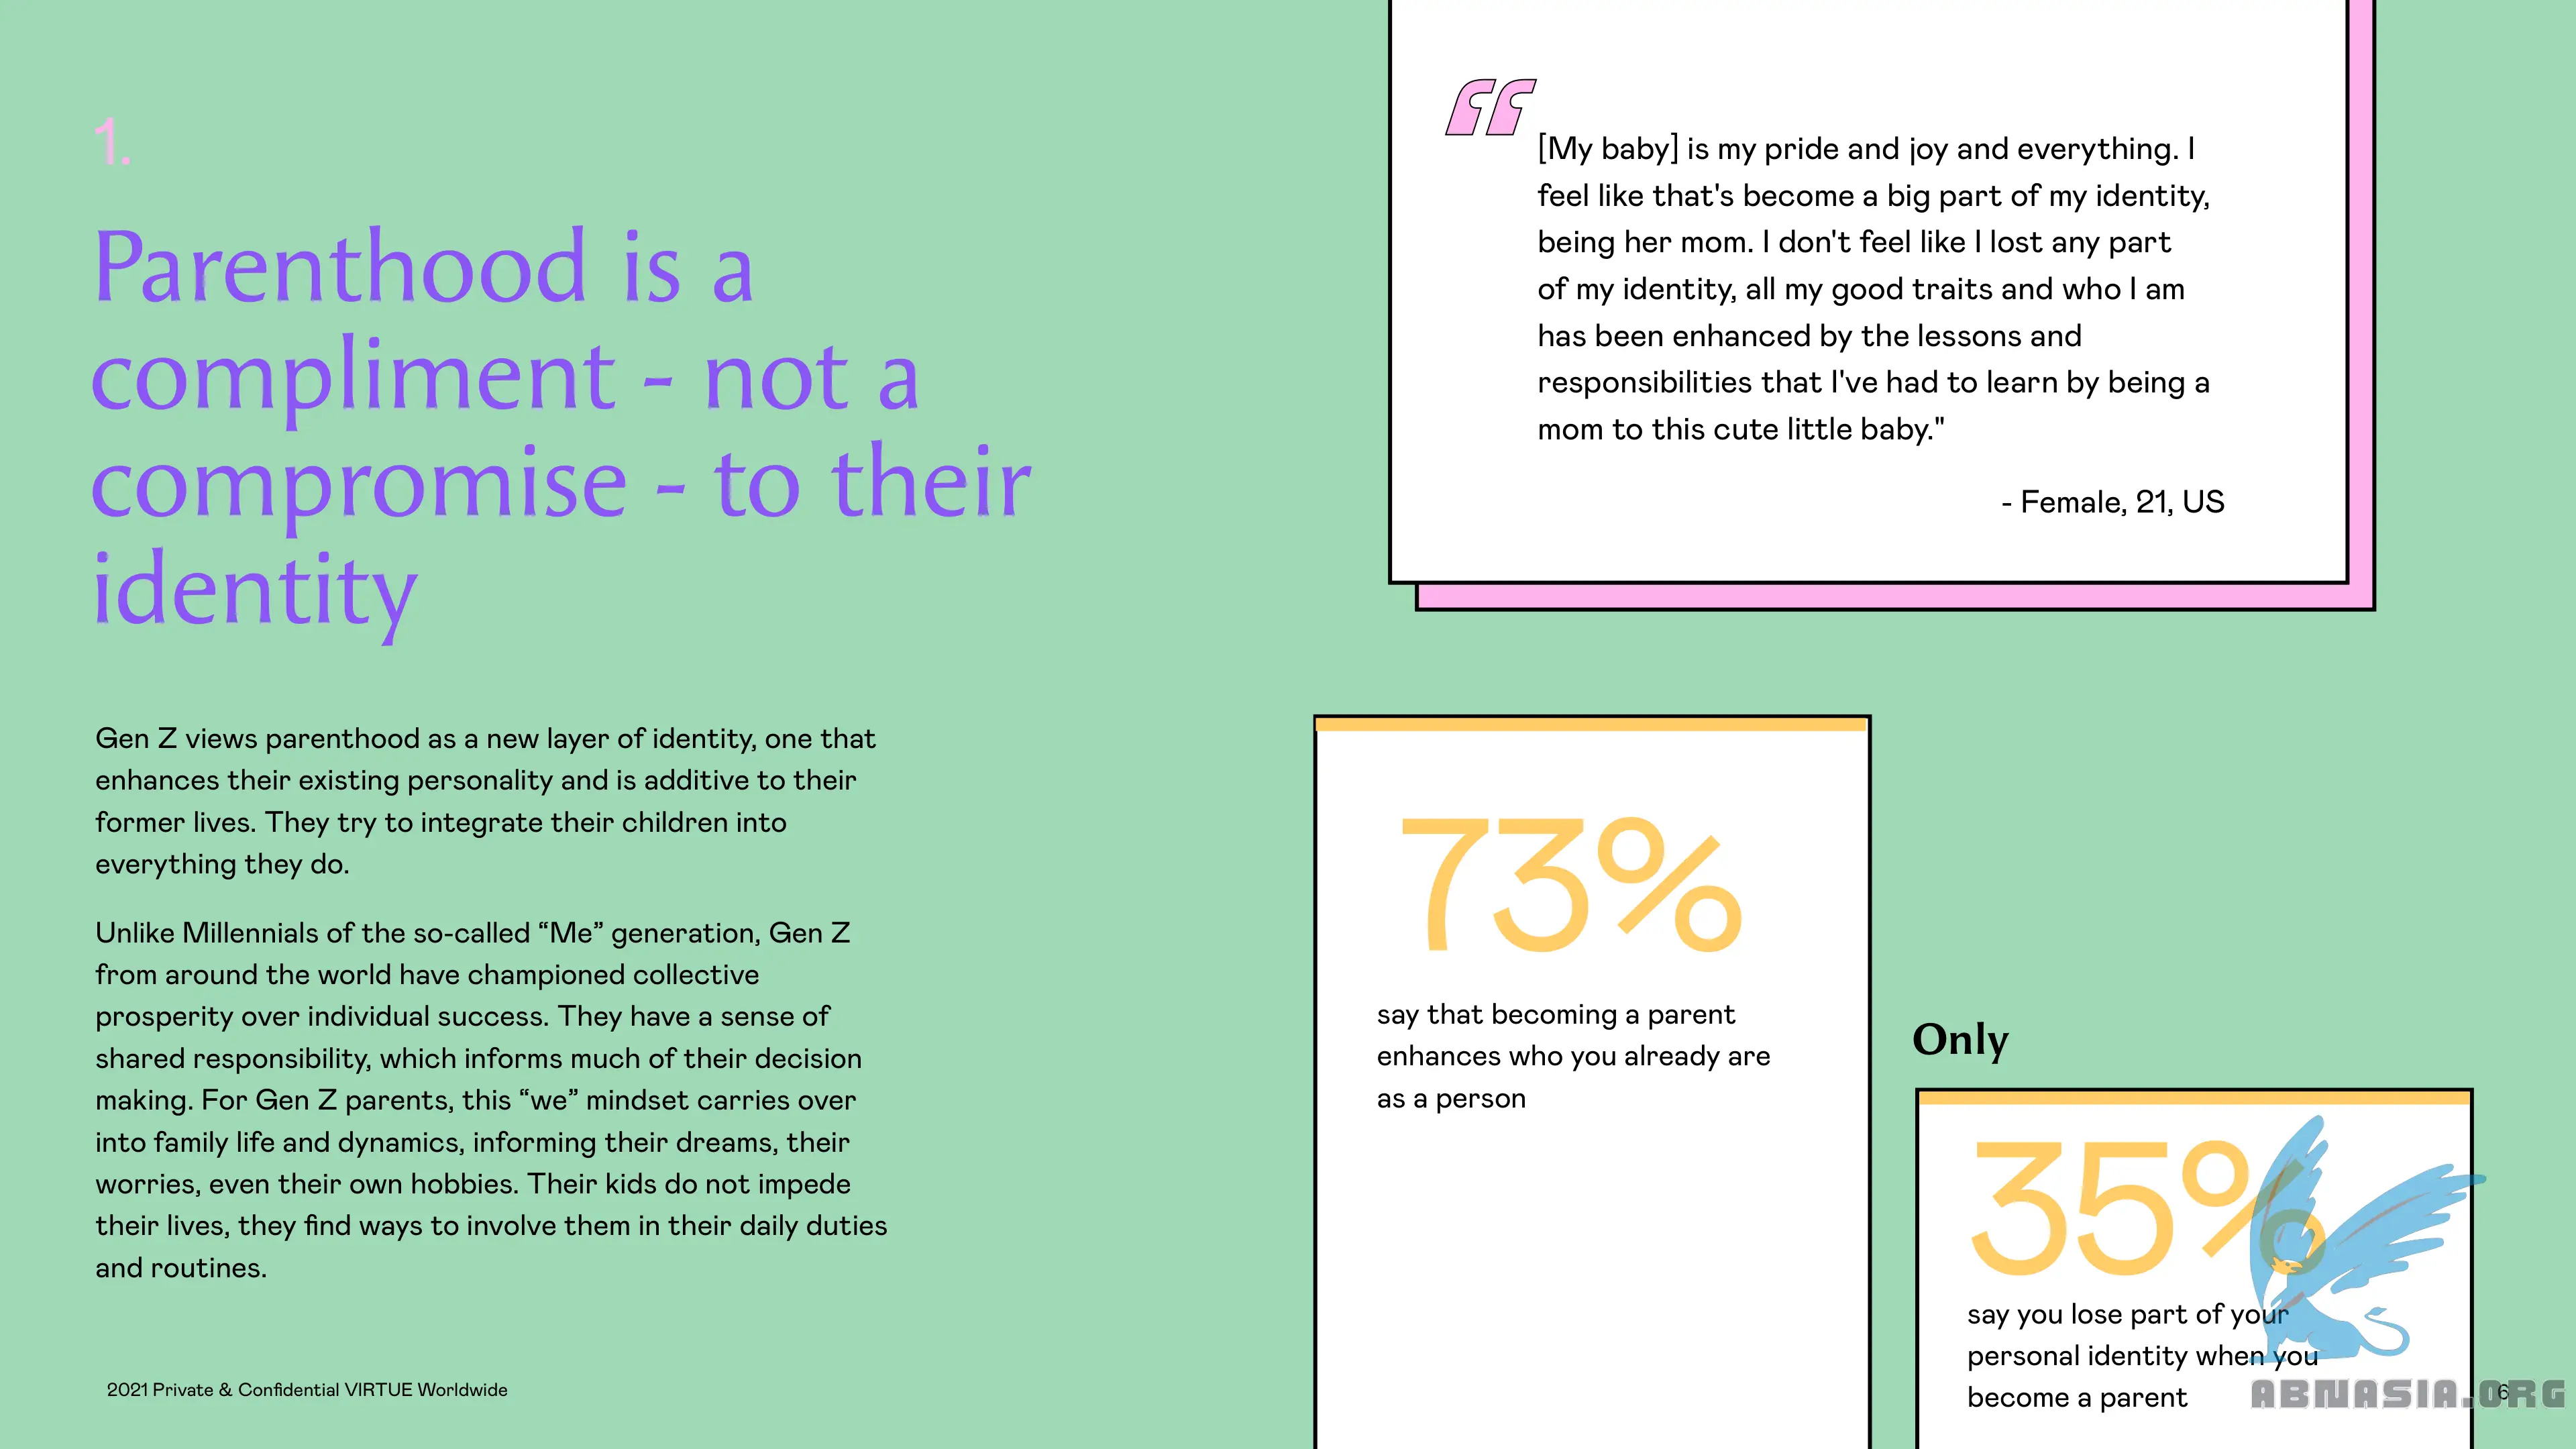 1.
Parenthood is a
compliment - not a
compromise - to their
identity
Gen Z views parenthood as a new layer of identity, one that
enhances their existing personality and is additive to their
former lives. They try to integrate their children into
everything they do.
Unlike Millennials of the so-called “Me” generation, Gen Z
from around the world have championed collective
prosperity over individual success. They have a sense of
shared responsibility, which informs much of their decision
making. For Gen Z parents, this “we” mindset carries over
into family life and dynamics, informing their dreams, their
worries, even their own hobbies. Their kids do not impede
their lives, they find ways to involve them in their daily duties
and routines.
2021 Private & Confidential VIRTUE Worldwide
“
[My baby] is my pride and joy and everything. I
feel like that's become a big part of my identity,
being her mom. I don't feel like I lost any part
of my identity, all my good traits and who I am
has been enhanced by the lessons and
responsibilities that I've had to learn by being a
mom to this cute little baby."
- Female, 21, US
73%
say that becoming a parent
enhances who you already are
as a person
Only
35%
say you lose part of your
personal identity when you
become a parent
ABNASIA.ORG
6